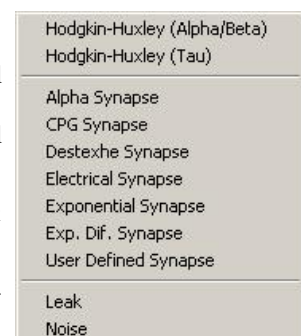 Hodgkin-Huxley (Alpha/Beta)
Hodgkin-Huxley (Tau)
Alpha Synapse
CPG Synapse
Destexhe Synapse
Electrical Synapse
Exponential Synapse
Exp. Dif. Synapse
User Defined Synapse
Leak
Noise